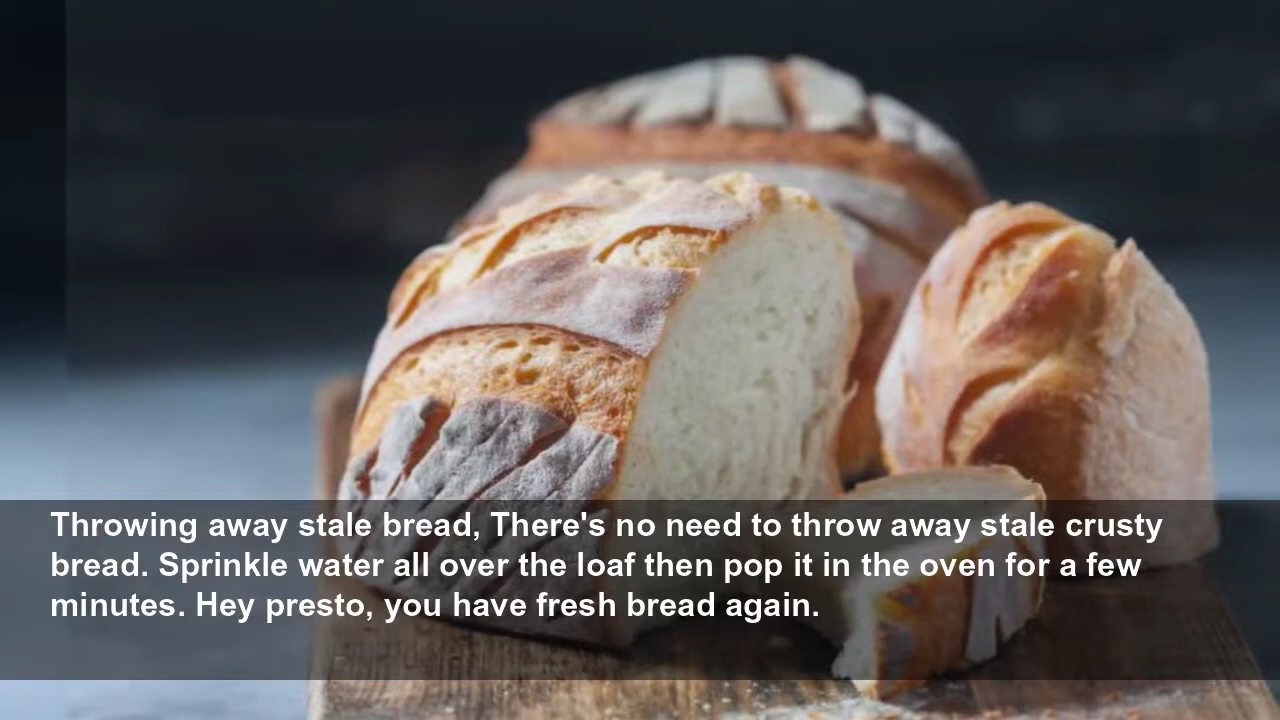 Throwing away stale bread, There's no need to throw away stale crusty
bread. Sprinkle water all over the loaf then pop it in the oven for a few
minutes. Hey presto, you have fresh bread again.